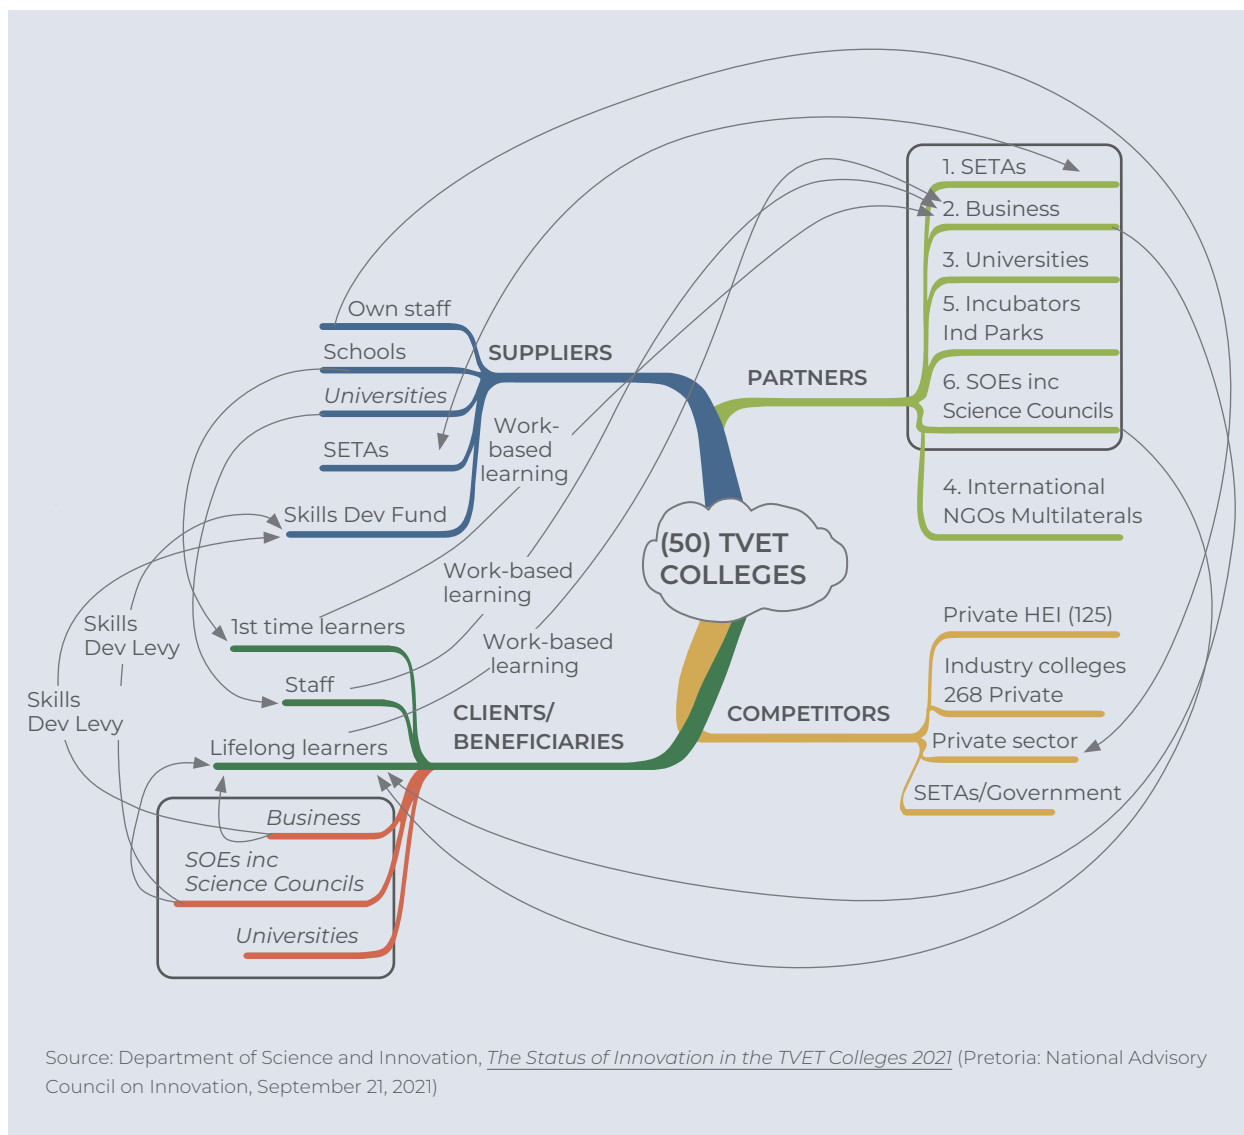 Own staff
Schools
Universities
SETAs
Skills Dev Fund
SUPPLIERS
PARTNERS
1. SETAs
2. Business
3. Universities
5. Incubators
Ind Parks
6. SOEs inc
Science Councils
4. International
NGOs Multilaterals
Work-
based
learning
Work-based
learning
Work-based
learning
(50) TVET
COLLEGES
Skills
Dev Levy
Skills
Dev Levy
1st time learners
Staff
Lifelong learners
CLIENTS/
BENEFICIARIES
Business
SOEs inc
Science Councils
Universities
COMPETITORS
Private HEI (125)
Industry colleges
268 Private
Private sector
SETAs/Government
Source: Department of Science and Innovation, The Status of Innovation in the TVET Colleges 2021 (Pretoria: National Advisory
Council on Innovation, September 21, 2021)